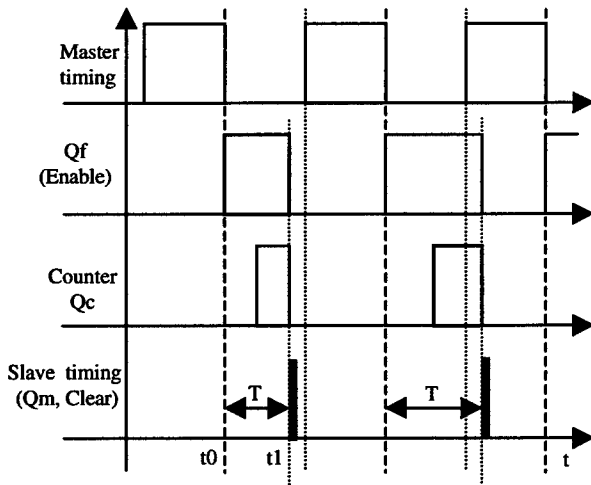 Master
timing
Qf
(Enable)
Counter
Qc
Slave timing
(Qm, Clear)
T
T
t0
t1
t